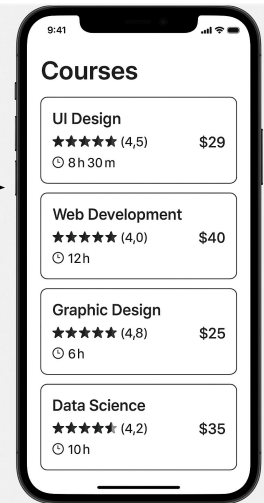 9:41
Courses
UI Design
★★★★★ (4,5) $29
8 h 30 m
Web Development
★★★★★ (4,0) $40
12 h
Graphic Design
★★★★★ (4,8) $25
6 h
Data Science
★★★★★ (4,2) $35
10 h